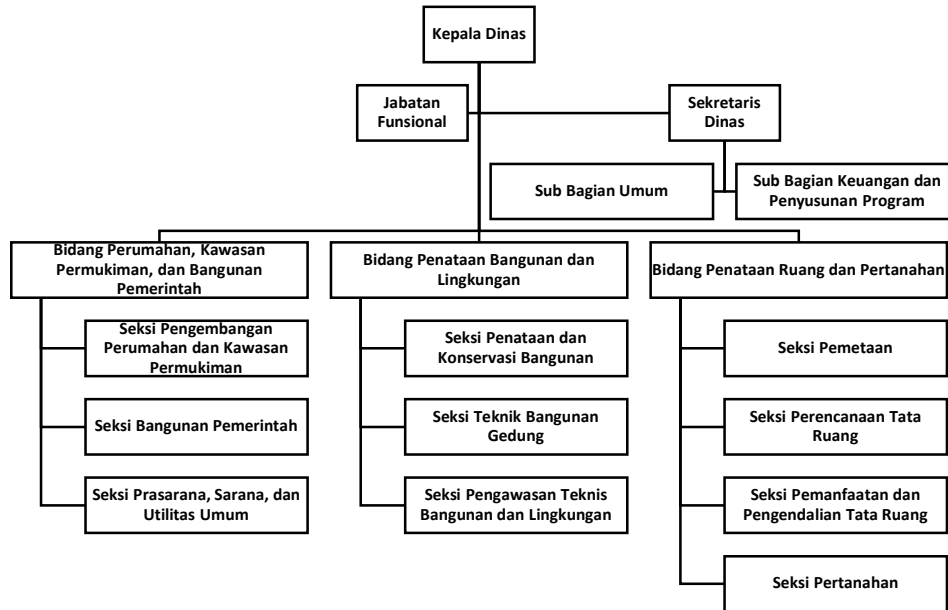 Kepala Dinas
Jabatan
Funsional
Sekretaris
Dinas
Sub Bagian Umum
Sub Bagian Keuangan dan
Penyusunan Program
Bidang Perumahan, Kawasan
Permukiman, dan Bangunan
Pemerintah
Bidang Penataan Bangunan dan
Lingkungan
Bidang Penataan Ruang dan Pertanahan
Seksi Pengembangan
Perumahan dan Kawasan
Permukiman
Seksi Penataan dan
Konservasi Bangunan
Seksi Pemetaan
Seksi Bangunan Pemerintah
Seksi Teknik Bangunan
Gedung
Seksi Perencanaan Tata
Ruang
Seksi Prasarana, Sarana, dan
Utilitas Umum
Seksi Pengawasan Teknis
Bangunan dan Lingkungan
Seksi Pemanfaatan dan
Pengendalian Tata Ruang
Seksi Pertanahan